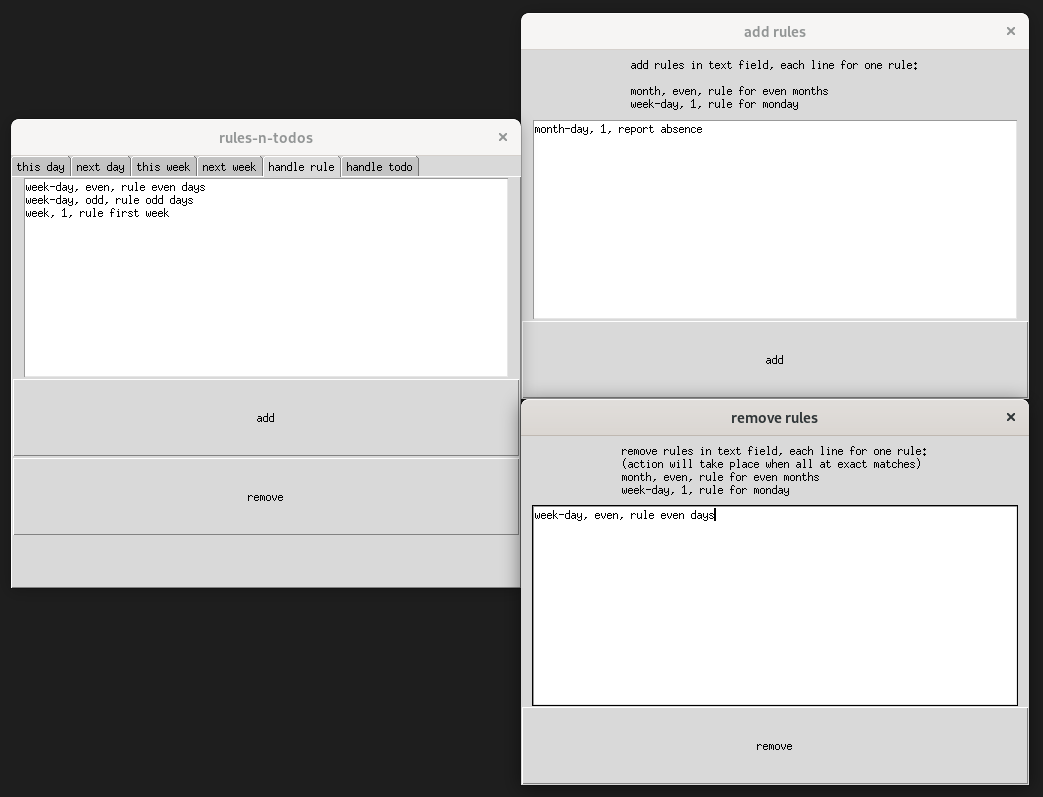 rules-n-todos
this day next day this week next week handle rule handle todo
week-day, even, rule even days
week-day, odd, rule odd days
week, 1, rule first week
add
remove
add rules
add rules in text field, each line for one rule:
month, even, rule for even months
week-day, 1, rule for monday
month-day, 1, report absence
add
remove rules
remove rules in text field, each line for one rule:
(action will take place when all at exact matches)
month, even, rule for even months
week-day, 1, rule for monday
week-day, even, rule even days
remove